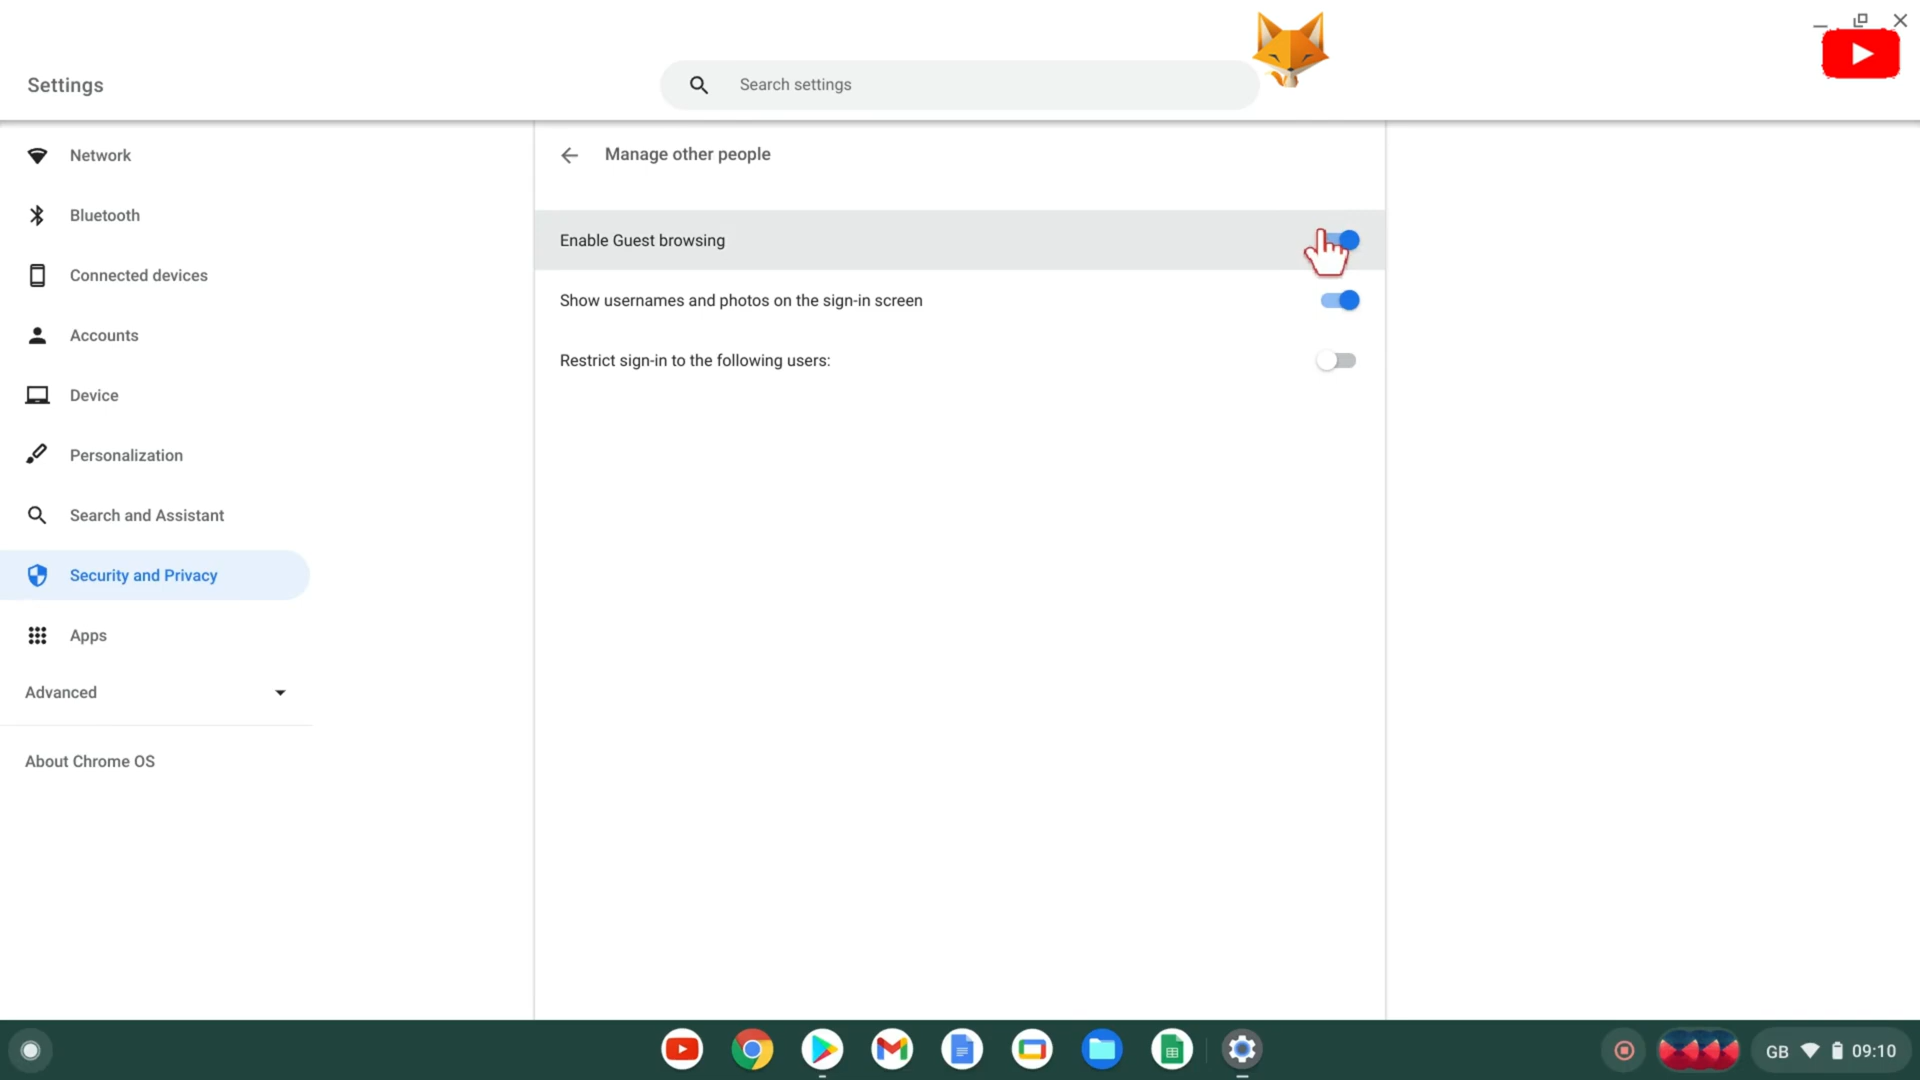 Settings
Search settings
Network
Bluetooth
Connected devices
Accounts
Device
Personalization
Search and Assistant
Security and Privacy
Apps
Advanced
About Chrome OS
Manage other people
Enable Guest browsing
Show usernames and photos on the sign-in screen
Restrict sign-in to the following users:
GB 09:10